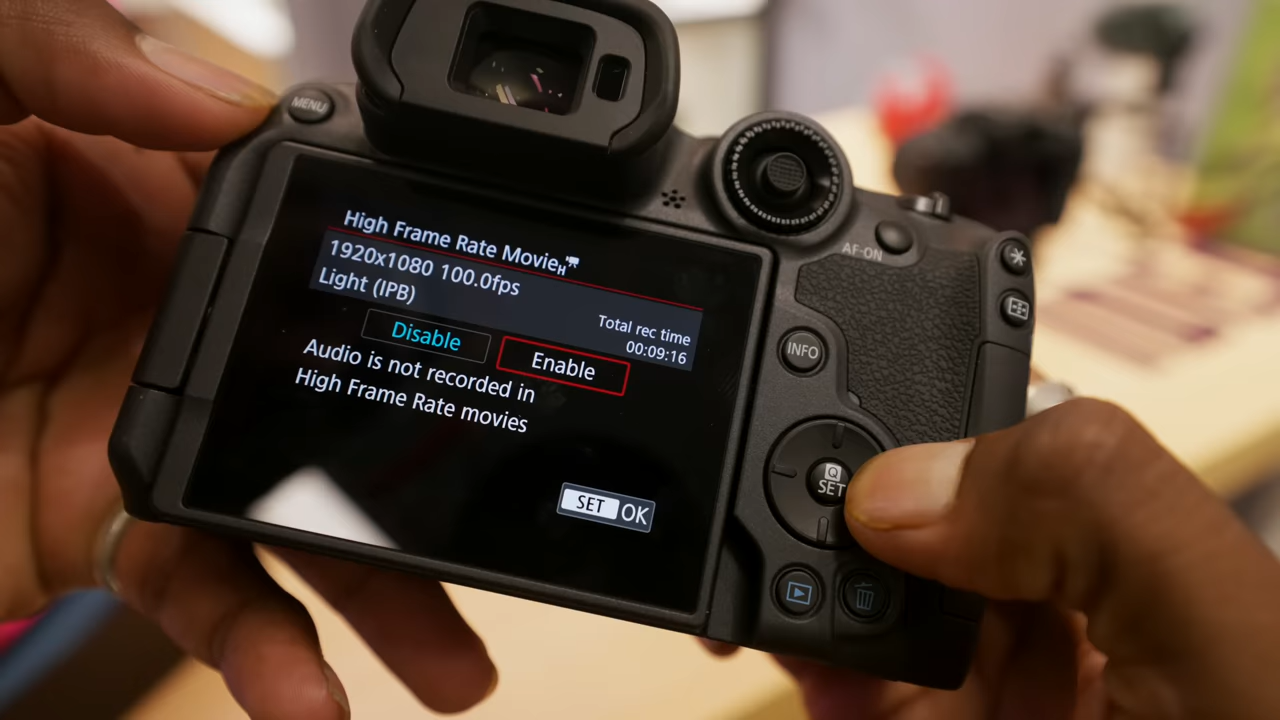 MENU
High Frame Rate Movie H
1920x1080 100.0fps
Light (IPB)
Total rec time
00:09:16
Disable
Enable
Audio is not recorded in
High Frame Rate movies
SET OK
AF-ON
INFO
Q
SET